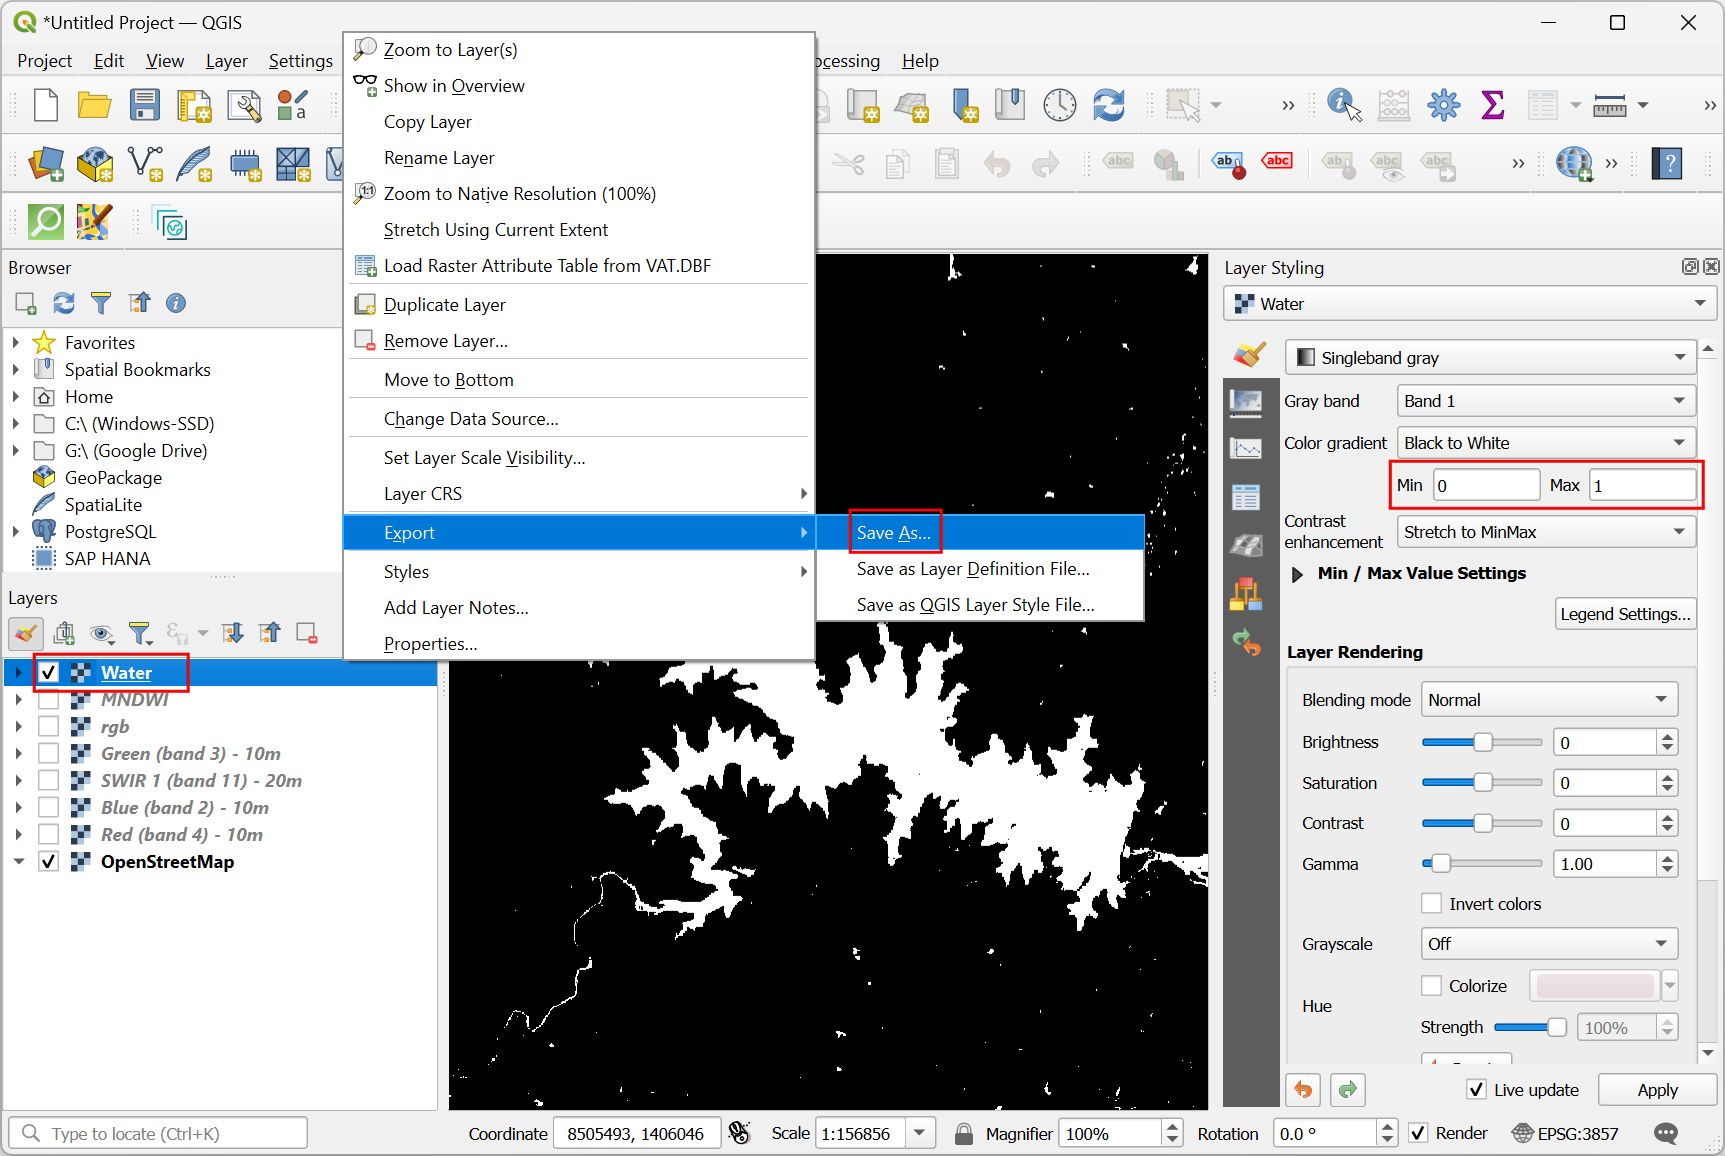 *Untitled Project — QGIS
Project Edit View Layer Settings ocessing Help
Zoom to Layer(s)
Show in Overview
Copy Layer
Rename Layer
Zoom to Native Resolution (100%)
Stretch Using Current Extent
Load Raster Attribute Table from VAT.DBF
Duplicate Layer
Remove Layer...
Move to Bottom
Change Data Source...
Set Layer Scale Visibility...
Layer CRS
Export
Styles
Add Layer Notes...
Properties...
Save As...
Save as Layer Definition File...
Save as QGIS Layer Style File...
Browser
Favorites
Spatial Bookmarks
Home
C:\ (Windows-SSD)
G:\ (Google Drive)
GeoPackage
SpatiaLite
PostgreSQL
SAP HANA
Layers
Water
MNDWI
rgb
Green (band 3) - 10m
SWIR 1 (band 11) - 20m
Blue (band 2) - 10m
Red (band 4) - 10m
OpenStreetMap
Layer Styling
Water
Singleband gray
Gray band Band 1
Color gradient Black to White
Min 0 Max 1
Contrast enhancement Stretch to MinMax
Min / Max Value Settings
Legend Settings...
Layer Rendering
Blending mode Normal
Brightness 0
Saturation 0
Contrast 0
Gamma 1.00
Invert colors
Grayscale Off
Colorize
Hue
Strength 100%
Live update Apply
Type to locate (Ctrl+K) Coordinate 8505493, 1406046 Scale 1:156856 Magnifier 100% Rotation 0.0 ° Render EPSG:3857